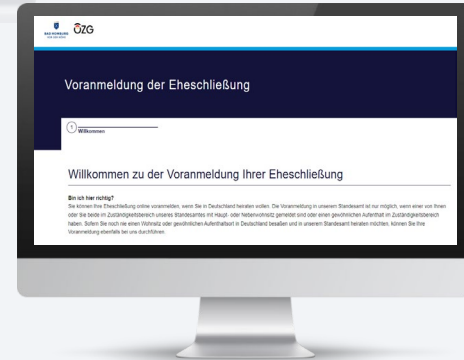 BAD HOMBURG
ÖZG
Voranmeldung der Eheschließung
1 Willkommen
Willkommen zu der Voranmeldung Ihrer Eheschließung
Bin ich hier richtig?
Sie können Ihre Eheschließung online voranmelden, wenn Sie in Deutschland heiraten wollen. Die Voranmeldung in unserem Standesamt ist nur möglich, wenn einer von Ihnen
oder Sie beide im Zuständigkeitsbereich unseres Standesamtes mit Haupt- oder Nebenwohnsitz gemeldet sind oder einen gewöhnlichen Aufenthalt im Zuständigkeitsbereich
haben. Sofern Sie noch nie einen Wohnsitz oder gewöhnlichen Aufenthaltsort in Deutschland besaßen und in unserem Standesamt heiraten möchten, können Sie Ihre
Voranmeldung ebenfalls bei uns durchführen.